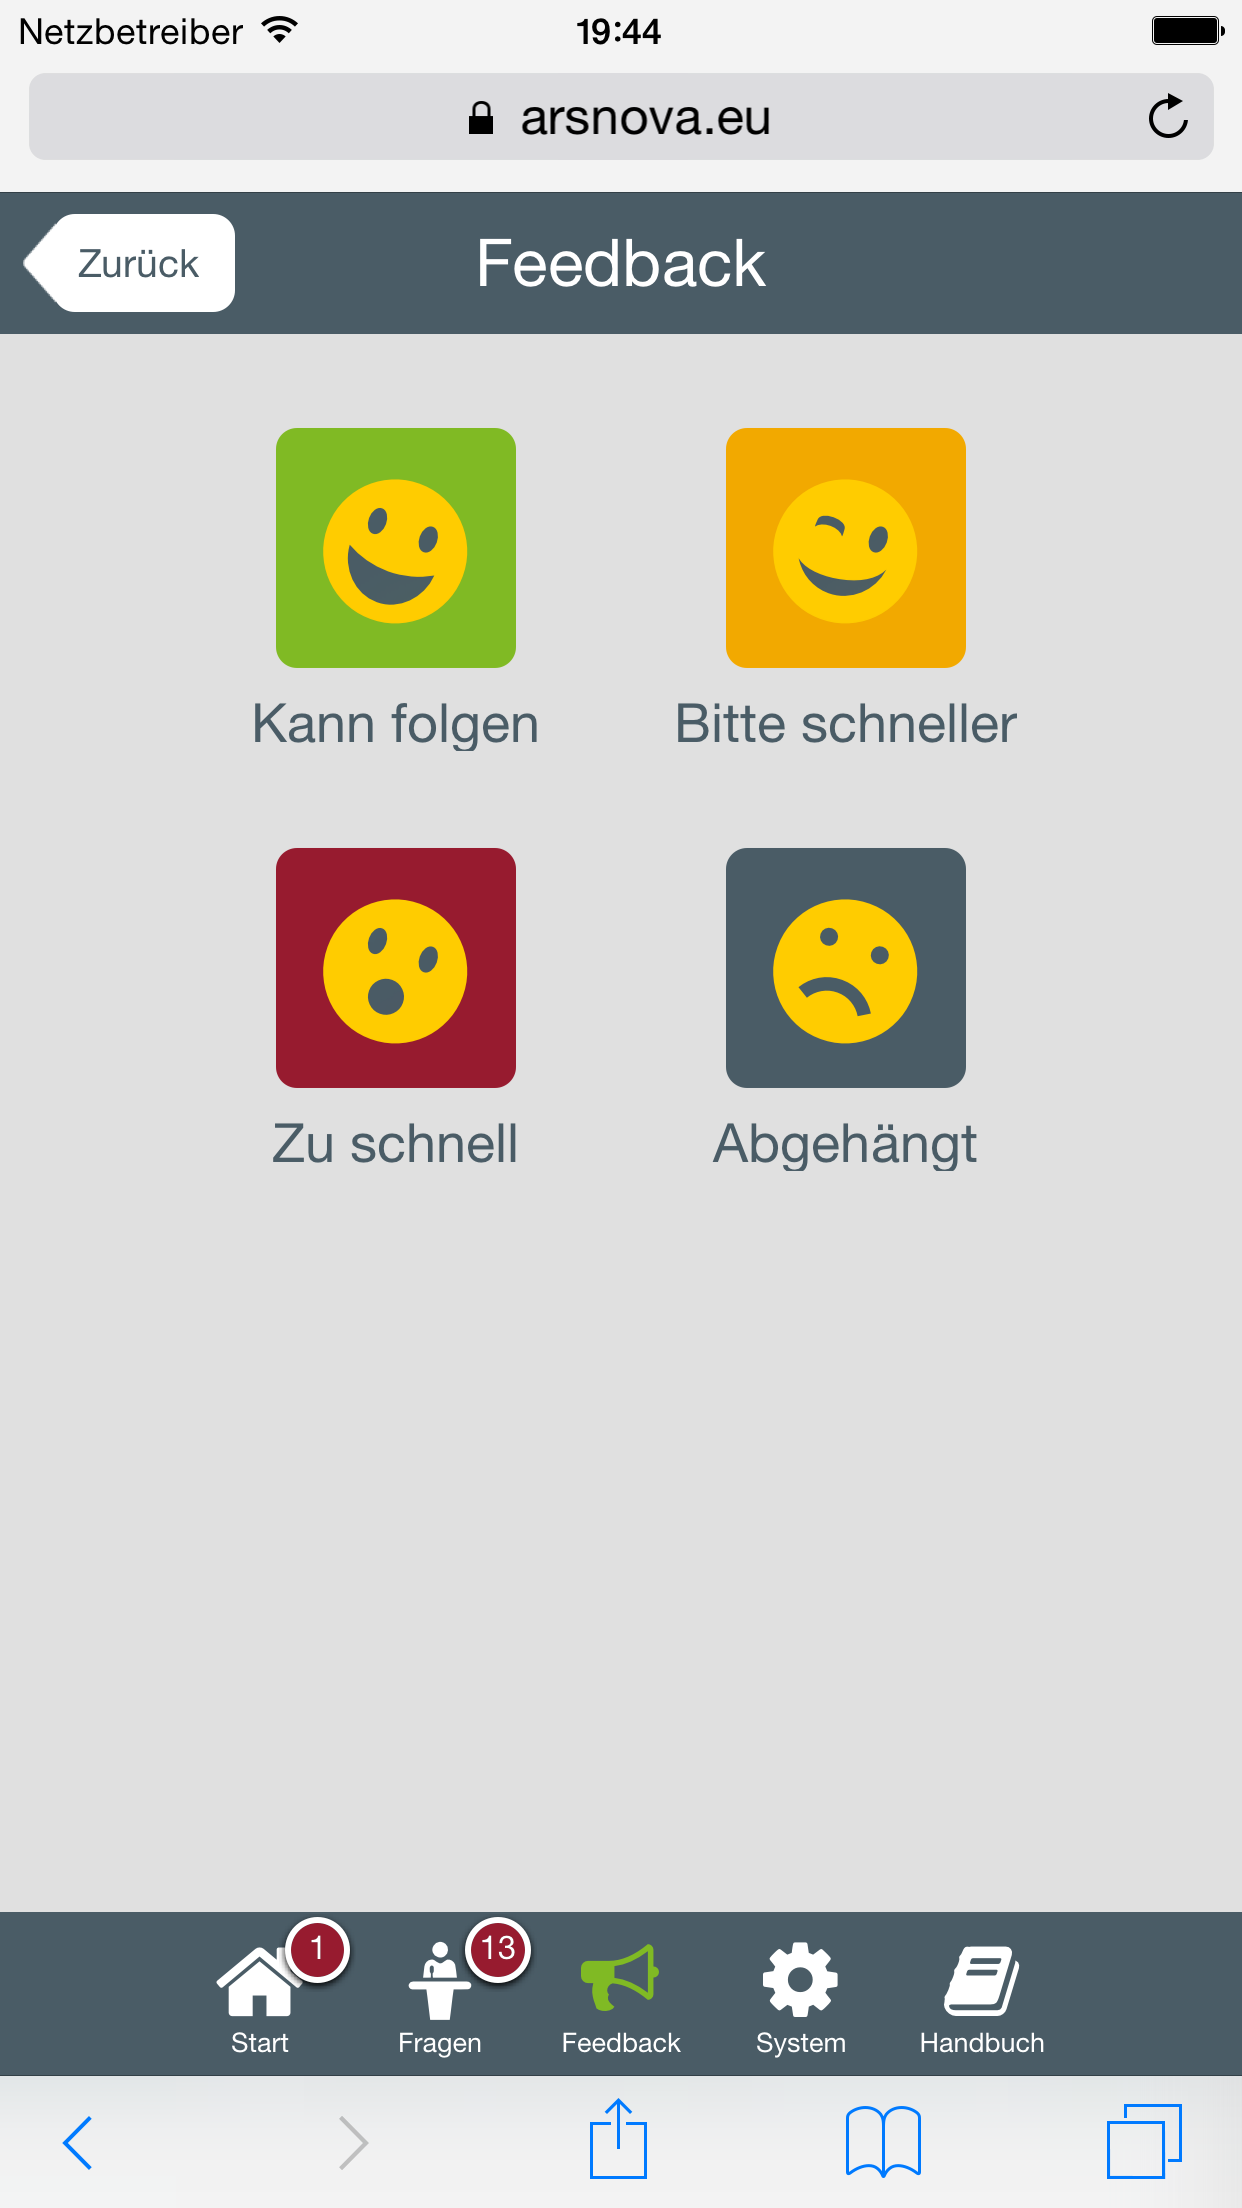 Netzbetreiber 19:44
arsnova.eu
Zurück Feedback
Kann folgen Bitte schneller
Zu schnell Abgehängt
1 13
Start Fragen Feedback System Handbuch